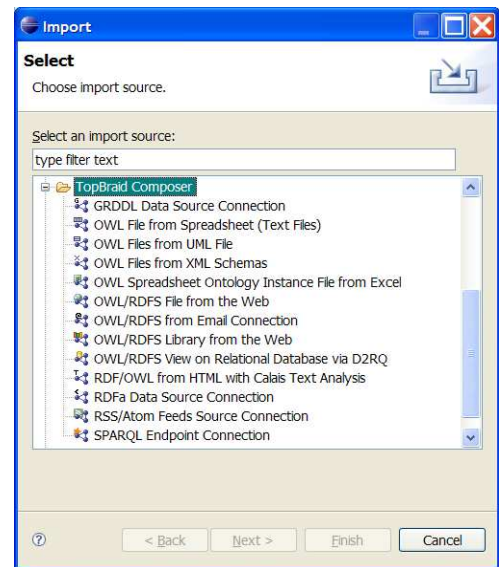 Import
Select
Choose import source.
Select an import source:
type filter text
TopBraid Composer
GRDDL Data Source Connection
OWL File from Spreadsheet (Text Files)
OWL Files from UML File
OWL Files from XML Schemas
OWL Spreadsheet Ontology Instance File from Excel
OWL/RDFS File from the Web
OWL/RDFS from Email Connection
OWL/RDFS Library from the Web
OWL/RDFS View on Relational Database via D2RQ
RDF/OWL from HTML with Calais Text Analysis
RDFa Data Source Connection
RSS/Atom Feeds Source Connection
SPARQL Endpoint Connection
? < Back Next > Finish Cancel